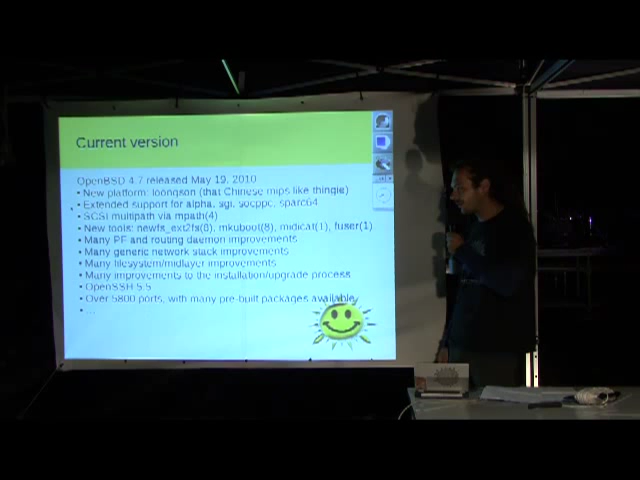 Current version
OpenBSD 4.7 released May 19, 2010
• New platform: loongson (that Chinese mips like thingie)
• Extended support for alpha, sgi, socppc, sparc64
• SCSI multipath via mpath(4)
• New tools: newfs_ext2fs(8), mkuboot(8), midicat(1), fuser(1)
• Many PF and routing daemon improvements
• Many generic network stack improvements
• Many filesystem/midlayer improvements
• Many improvements to the installation/upgrade process
• OpenSSH 5.5
• Over 5800 ports, with many pre-built packages available
• ...